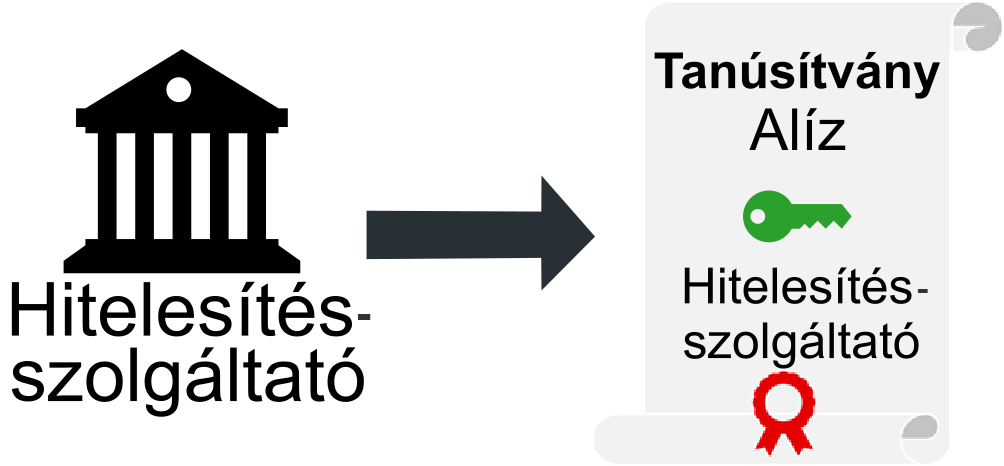 Hitelesítés-
szolgáltató
Tanúsítvány
Alíz
Hitelesítés-
szolgáltató